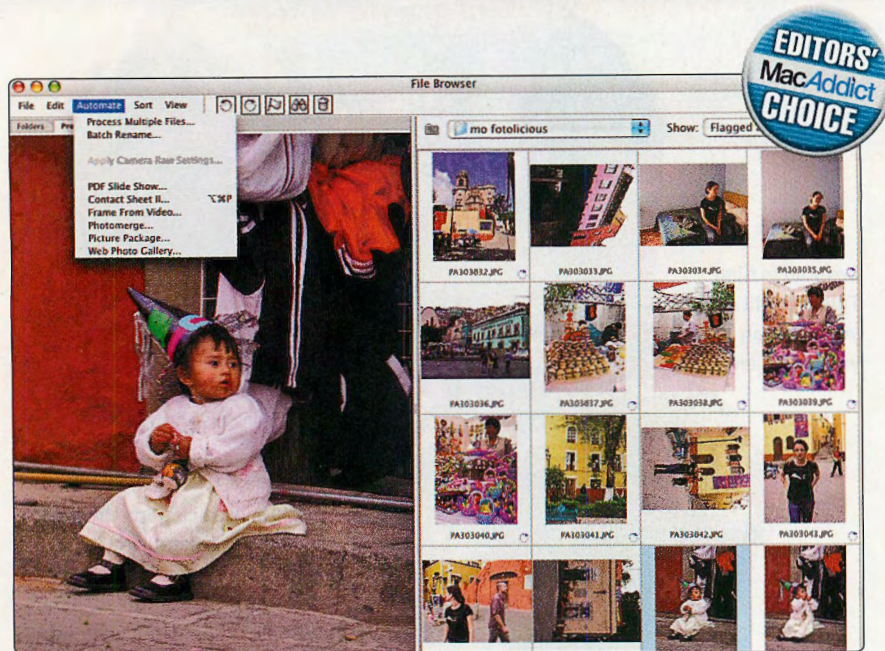 EDITORS'
MacAddict
CHOICE
File Browser
File Edit Automate Sort View
Folders
Process Multiple Files...
Batch Rename...
Apply Camera Raw Settings...
PDF Slide Show...
Contact Sheet II... ⌥⌘P
Frame From Video...
Photomerge...
Picture Package...
Web Photo Gallery...
mo fotolicious
Show: Flagged
PA303032.JPG
PA303033.JPG
PA303034.JPG
PA303035.JPG
PA303036.JPG
PA303037.JPG
PA303038.JPG
PA303039.JPG
PA303040.JPG
PA303041.JPG
PA303042.JPG
PA303043.JPG